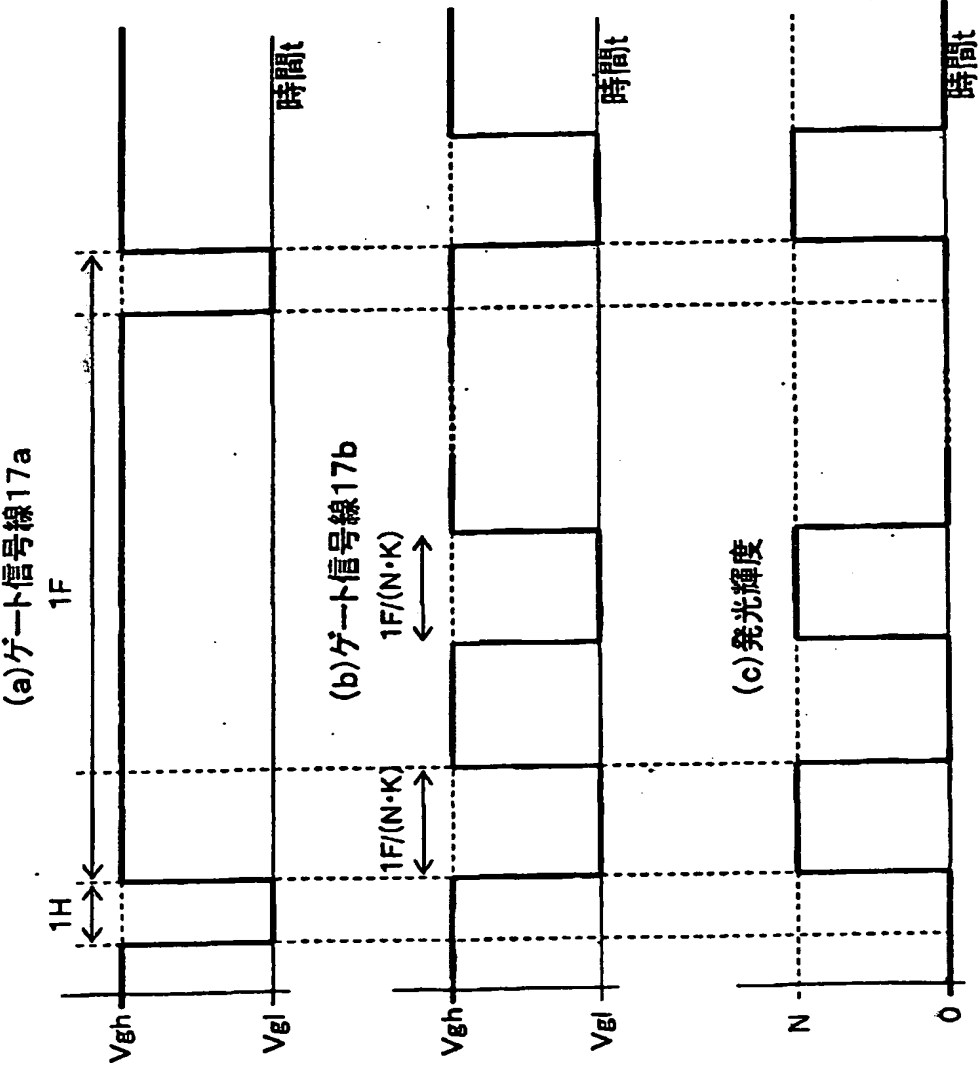 (a)ゲート信号線17a
1F
1H
Vgh
Vgl
時間t
(b)ゲート信号線17b
1F/(N·K)
1F/(N·K)
Vgh
Vgl
時間t
(c)発光輝度
N
0
時間t